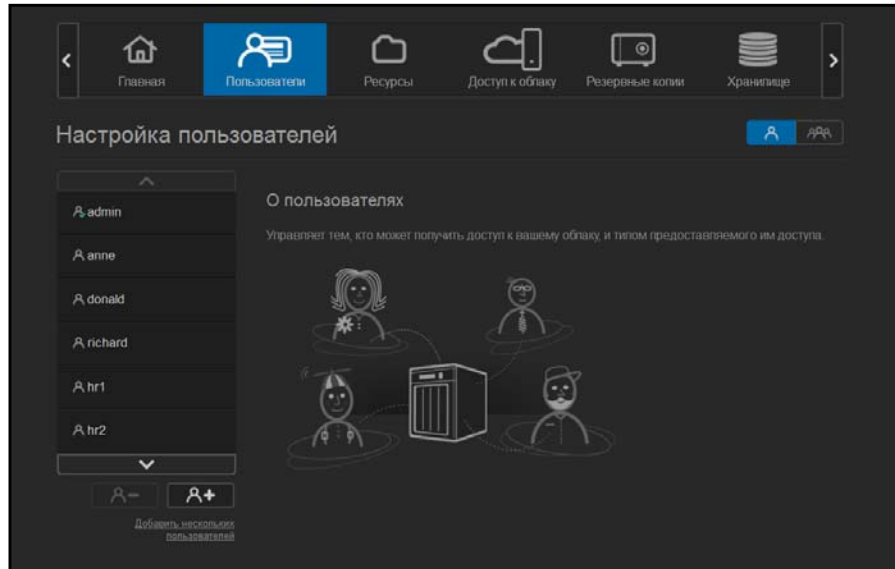 Главная
Пользователи
Ресурсы
Доступ к облаку
Резервные копии
Хранилище
Настройка пользователей
admin
anne
donald
richard
hr1
hr2
О пользователях
Управляет тем, кто может получить доступ к вашему облаку, и типом предоставляемого им доступа.
Добавить нескольких
пользователей